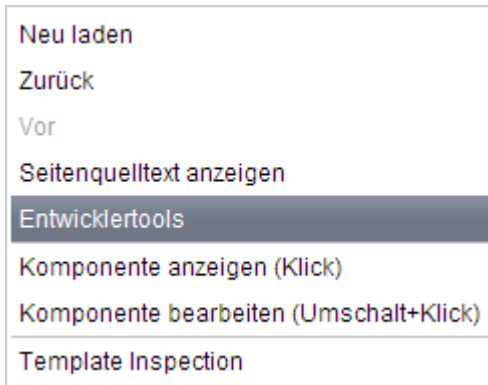 Neu laden
Zurück
Vor
Seitenquelltext anzeigen
Entwicklertools
Komponente anzeigen (Klick)
Komponente bearbeiten (Umschalt+Klick)
Template Inspection